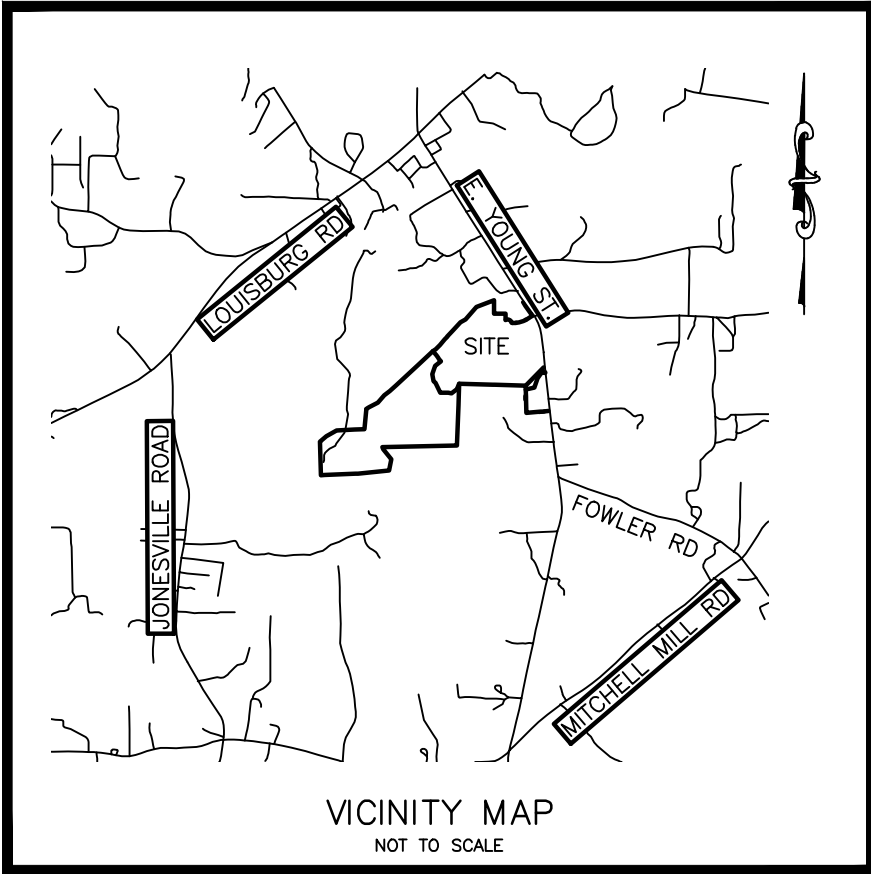 E. YOUNG ST.
LOUISBURG RD
SITE
JONESVILLE ROAD
FOWLER RD
MITCHELL MILL RD
VICINITY MAP
NOT TO SCALE